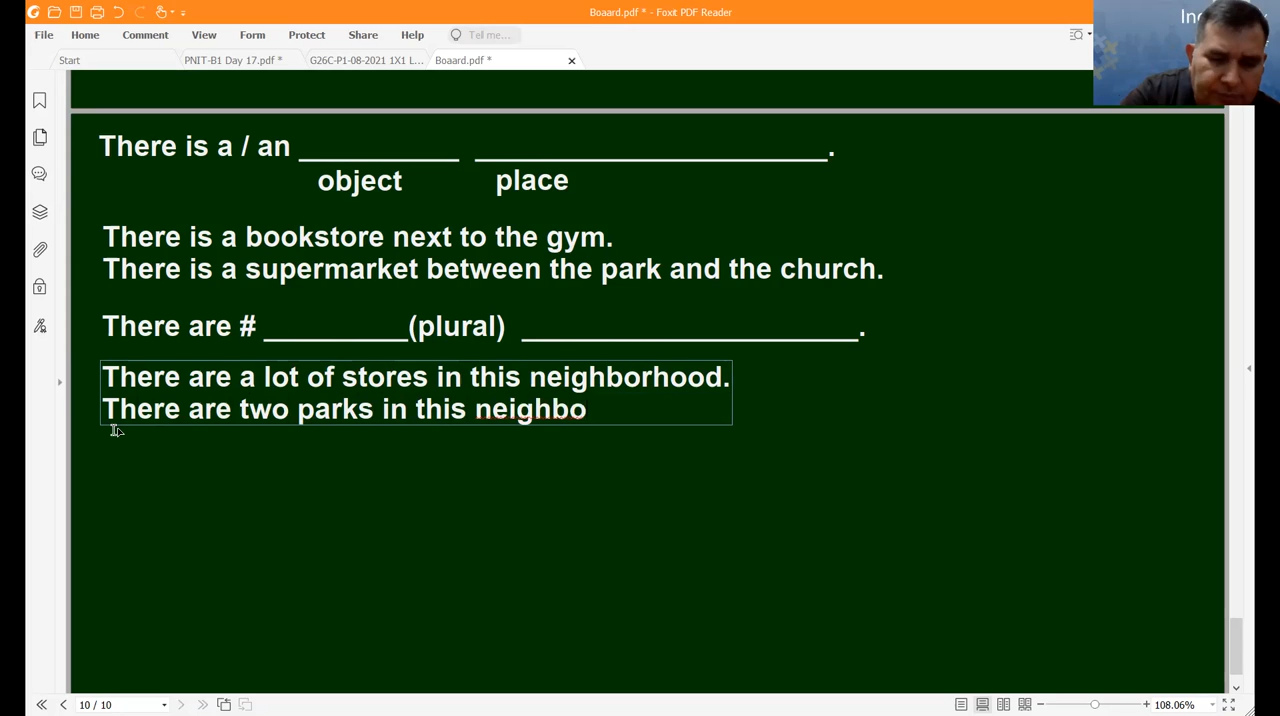 Boaard.pdf * - Foxit PDF Reader
File Home Comment View Form Protect Share Help Tell me...
Start PNIT-B1 Day 17.pdf * G26C-P1-08-2021 1X1 L... Boaard.pdf *
There is a / an __________ ______________________.
object place
There is a bookstore next to the gym.
There is a supermarket between the park and the church.
There are # _________(plural) _____________________.
There are a lot of stores in this neighborhood.
There are two parks in this neighbo
10 / 10 108.06%